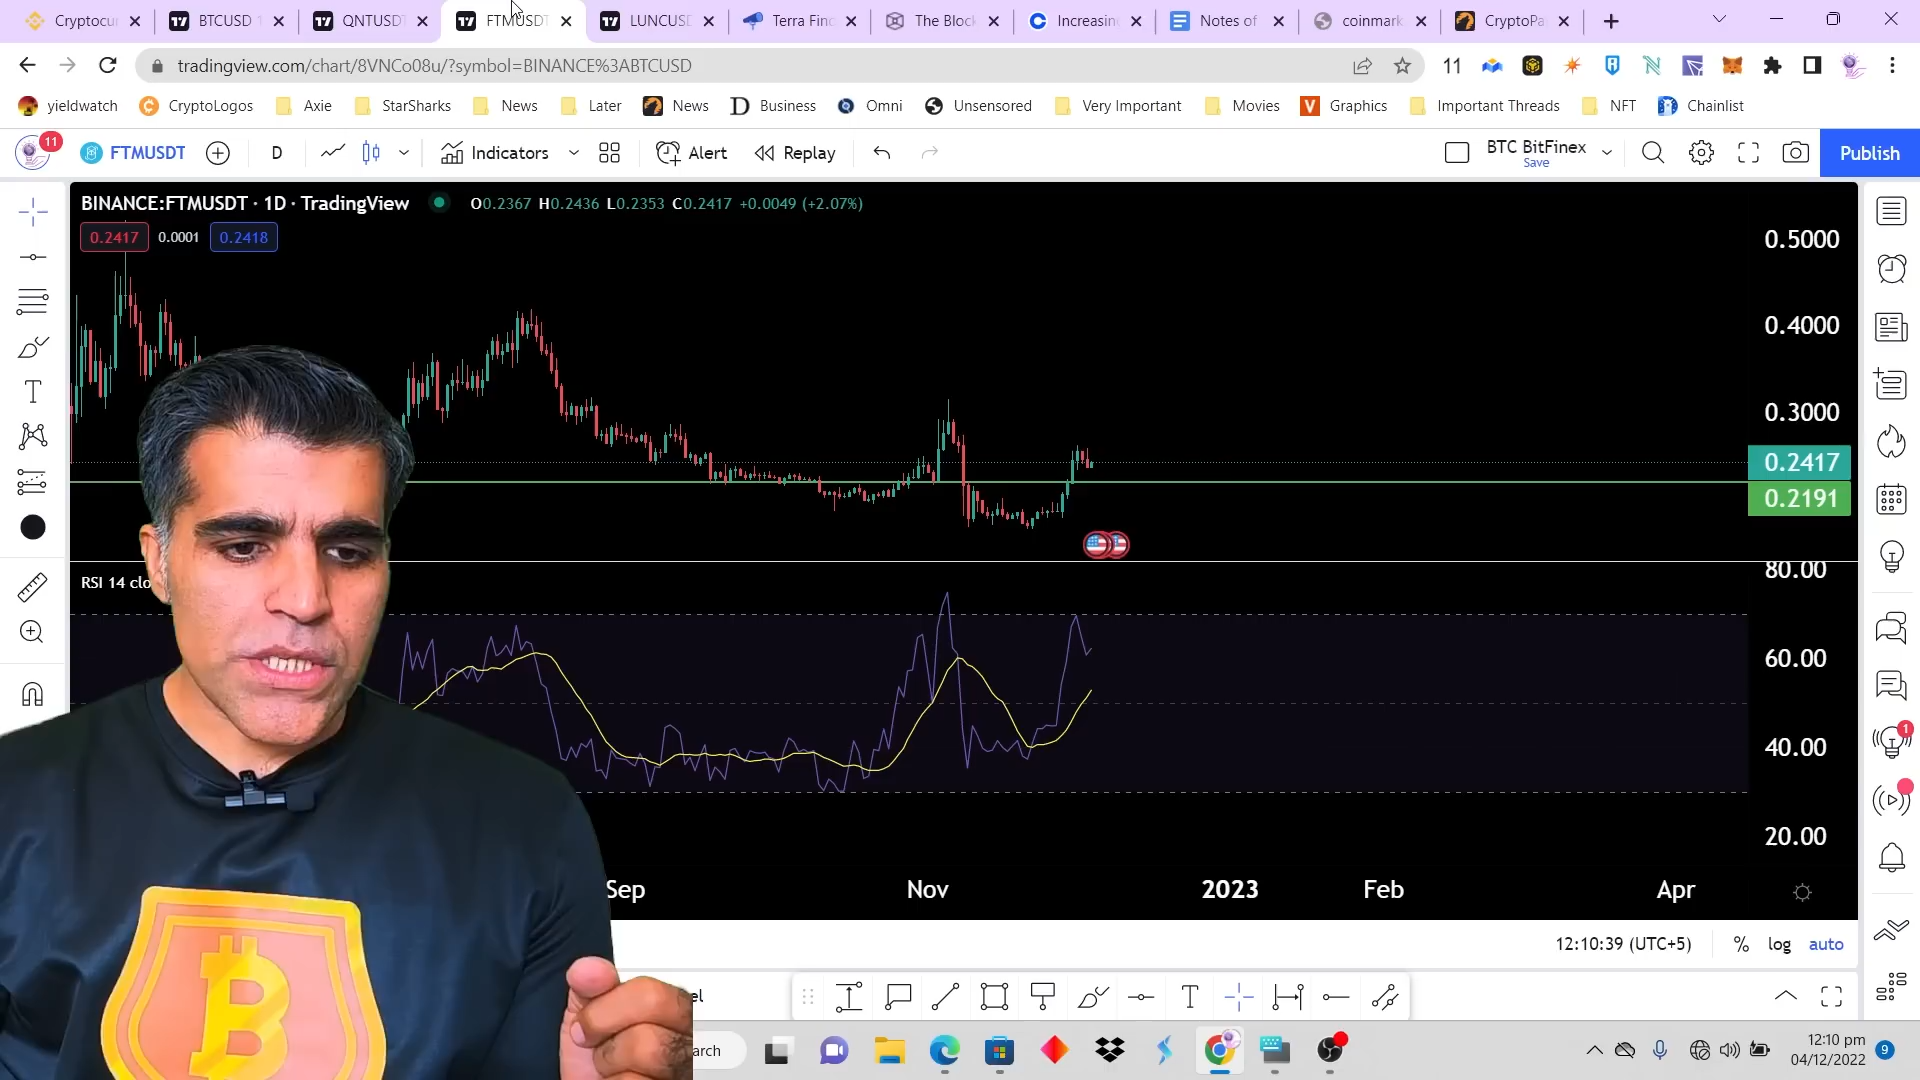 Cryptocur
BTCUSD
QNTUSDT
FTMUSDT
LUNCUSD
Terra Finc
The Block
Increasin
Notes of
coinmark
CryptoPa
tradingview.com/chart/8VNCo08u/?symbol=BINANCE%3ABTCUSD
11
yieldwatch
CryptoLogos
Axie
StarSharks
News
Later
News
Business
Omni
Unsensored
Very Important
Movies
Graphics
Important Threads
NFT
Chainlist
11
FTMUSDT
D
Indicators
Alert
Replay
BTC BitFinex
Save
Publish
BINANCE:FTMUSDT · 1D · TradingView
O0.2367 H0.2436 L0.2353 C0.2417 +0.0049 (+2.07%)
0.2417
0.0001
0.2418
0.5000
0.4000
0.3000
0.2417
0.2191
RSI 14 clo
80.00
60.00
40.00
20.00
1
Sep
Nov
2023
Feb
Apr
12:10:39 (UTC+5)
%
log
auto
el
arch
12:10 pm
04/12/2022
9